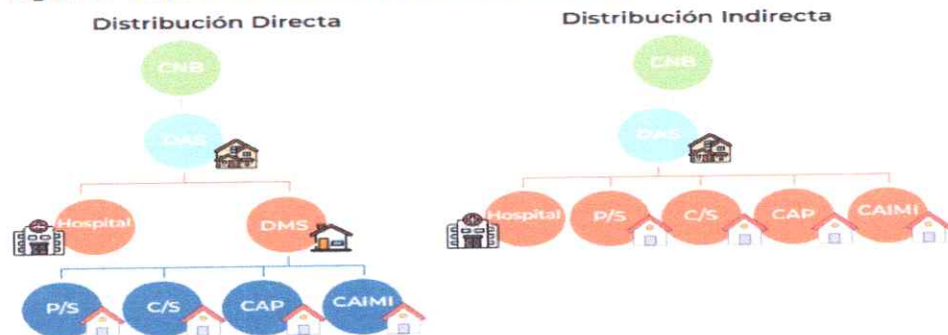 Distribución Directa
CNB
DAS
Hospital
DMS
P/S
C/S
CAP
CAIMI
Distribución Indirecta
CNB
DAS
Hospital
P/S
C/S
CAP
CAIMI